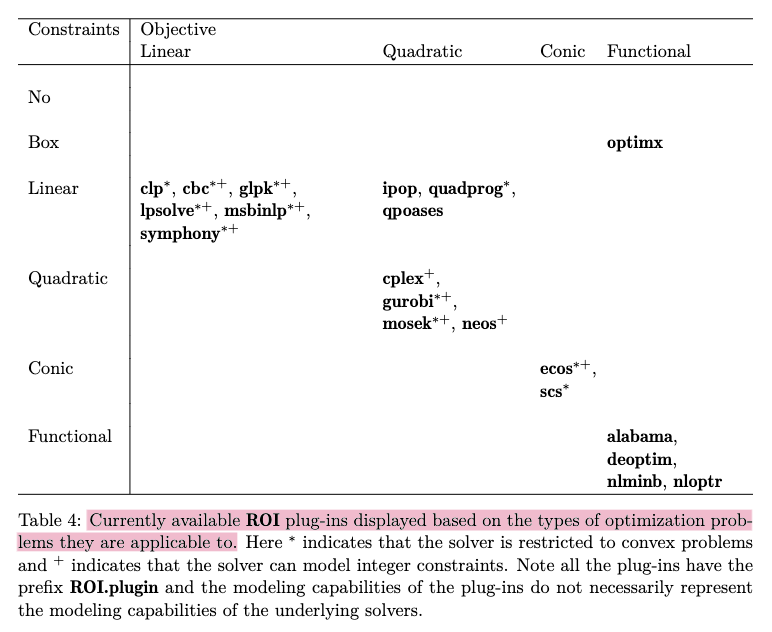 Constraints Objective
Linear Quadratic Conic Functional
No
Box optimx
Linear clp*, cbc*+, glpk*+, ipop, quadprog*,
lpsolve*+, msbinlp*+, qpoases
symphony*+
Quadratic cplex+,
gurobi*+,
mosek*+, neos+
Conic ecos*+,
scs*
Functional alabama,
deoptim,
nlminb, nloptr
Table 4: Currently available ROI plug-ins displayed based on the types of optimization prob-
lems they are applicable to. Here * indicates that the solver is restricted to convex problems
and + indicates that the solver can model integer constraints. Note all the plug-ins have the
prefix ROI.plugin and the modeling capabilities of the plug-ins do not necessarily represent
the modeling capabilities of the underlying solvers.